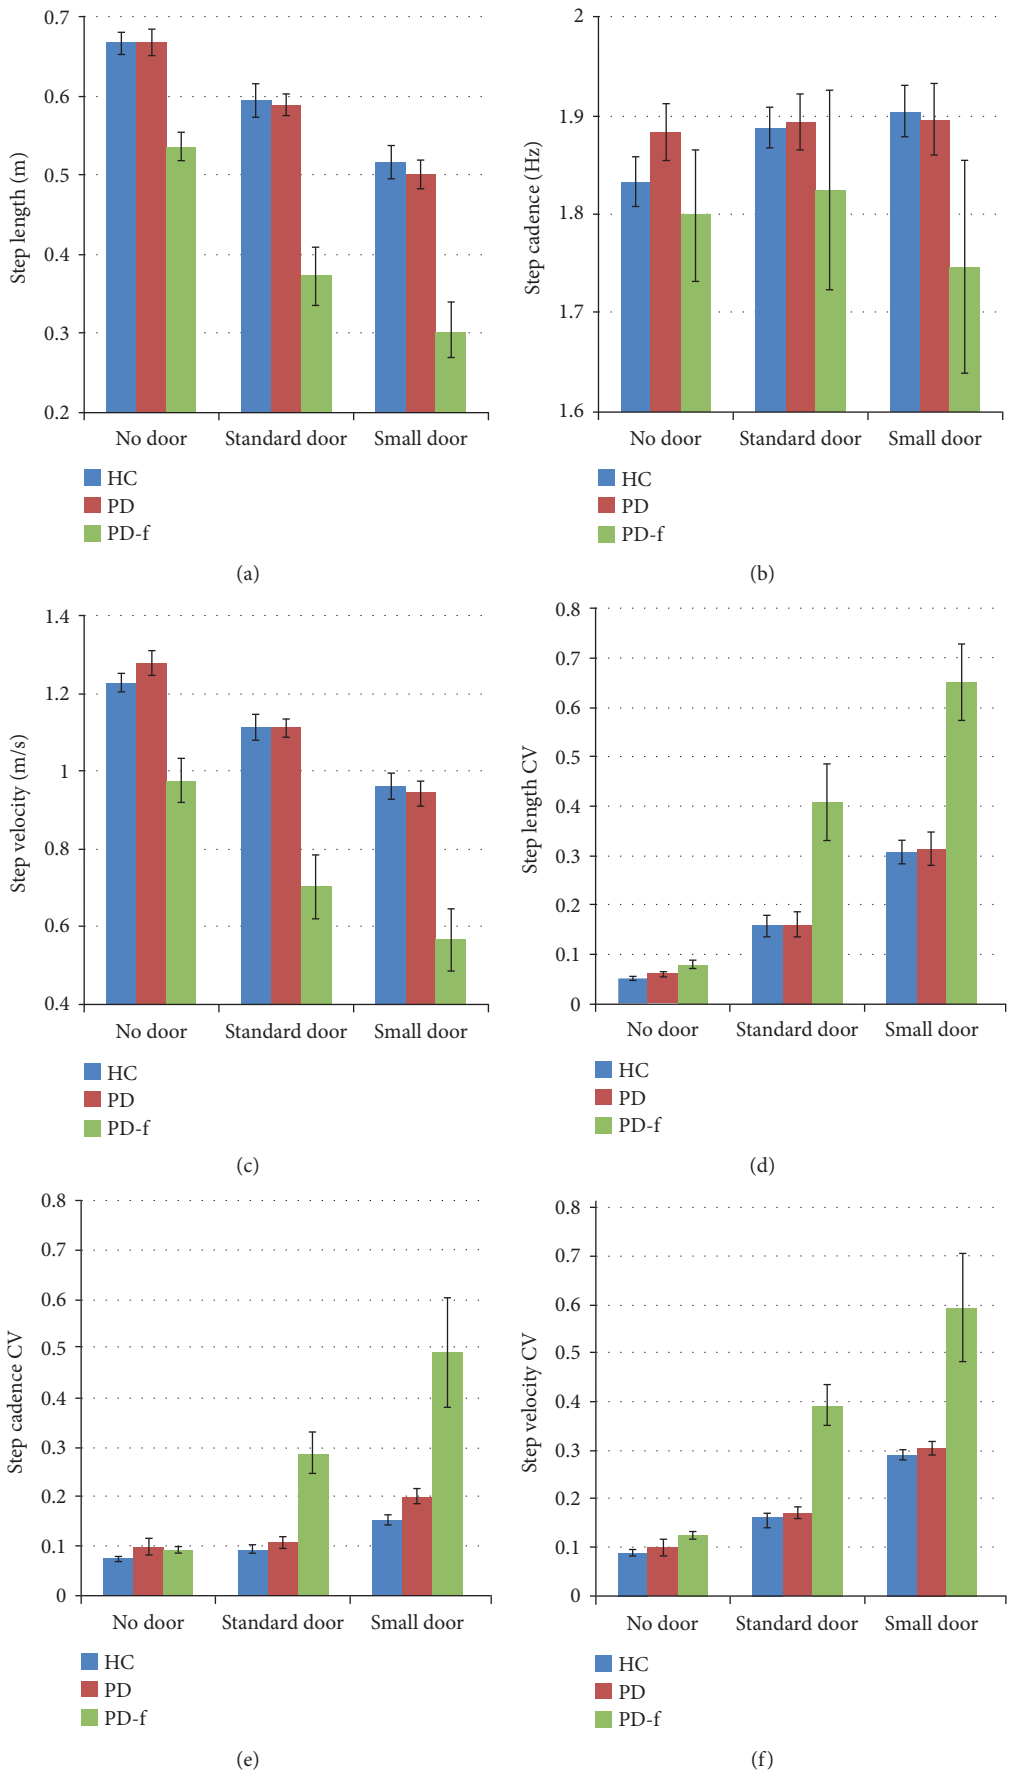 0.7
0.6
0.5
0.4
0.3
0.2
Step length (m)
No door
Standard door
Small door
HC
PD
PD-f
(a)
2
1.9
1.8
1.7
1.6
Step cadence (Hz)
No door
Standard door
Small door
HC
PD
PD-f
(b)
1.4
1.2
1
0.8
0.6
0.4
Step velocity (m/s)
No door
Standard door
Small door
HC
PD
PD-f
(c)
0.8
0.7
0.6
0.5
0.4
0.3
0.2
0.1
0
Step length CV
No door
Standard door
Small door
HC
PD
PD-f
(d)
0.8
0.7
0.6
0.5
0.4
0.3
0.2
0.1
0
Step cadence CV
No door
Standard door
Small door
HC
PD
PD-f
(e)
0.8
0.7
0.6
0.5
0.4
0.3
0.2
0.1
0
Step velocity CV
No door
Standard door
Small door
HC
PD
PD-f
(f)